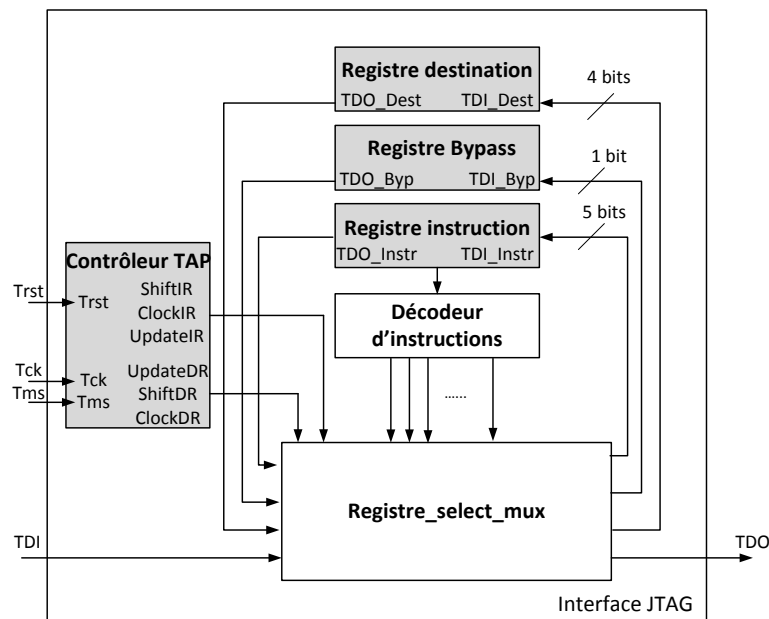 Registre destination
TDO_Dest TDI_Dest
4 bits
Registre Bypass
TDO_Byp TDI_Byp
1 bit
Registre instruction
TDO_Instr TDI_Instr
5 bits
Contrôleur TAP
Trst
Trst
ShiftIR
ClockIR
UpdateIR
Tck
Tck
Tms
Tms
UpdateDR
ShiftDR
ClockDR
Décodeur
d'instructions
......
Registre_select_mux
TDI
TDO
Interface JTAG